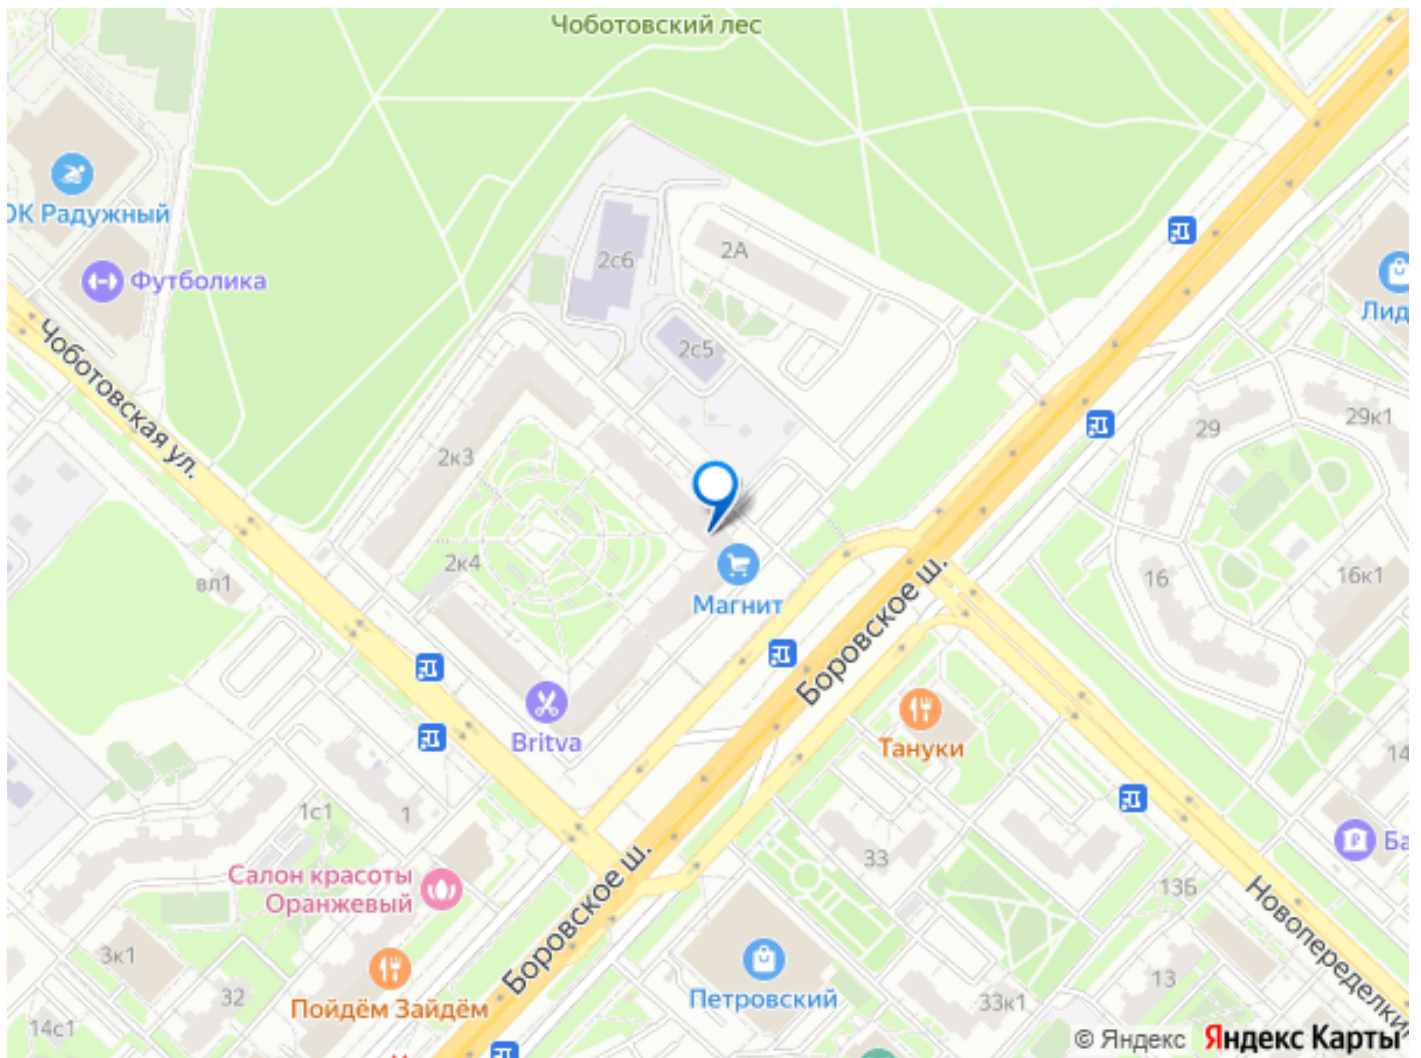 Чоботовский лес
ОК Радужный
Футболика
2с6
2А
Лид
Чоботовская ул.
2с5
29
29к1
2к3
2к4
вл1
16
16к1
Магнит
Боровское ш.
Britva
Тануки
14
1с1
1
33
Ба
13Б
Салон красоты
Оранжевый
Боровское ш.
Новопеределки
3к1
32
Пойдём Зайдём
Петровский
13
33к1
14с1
© Яндекс Яндекс Карты